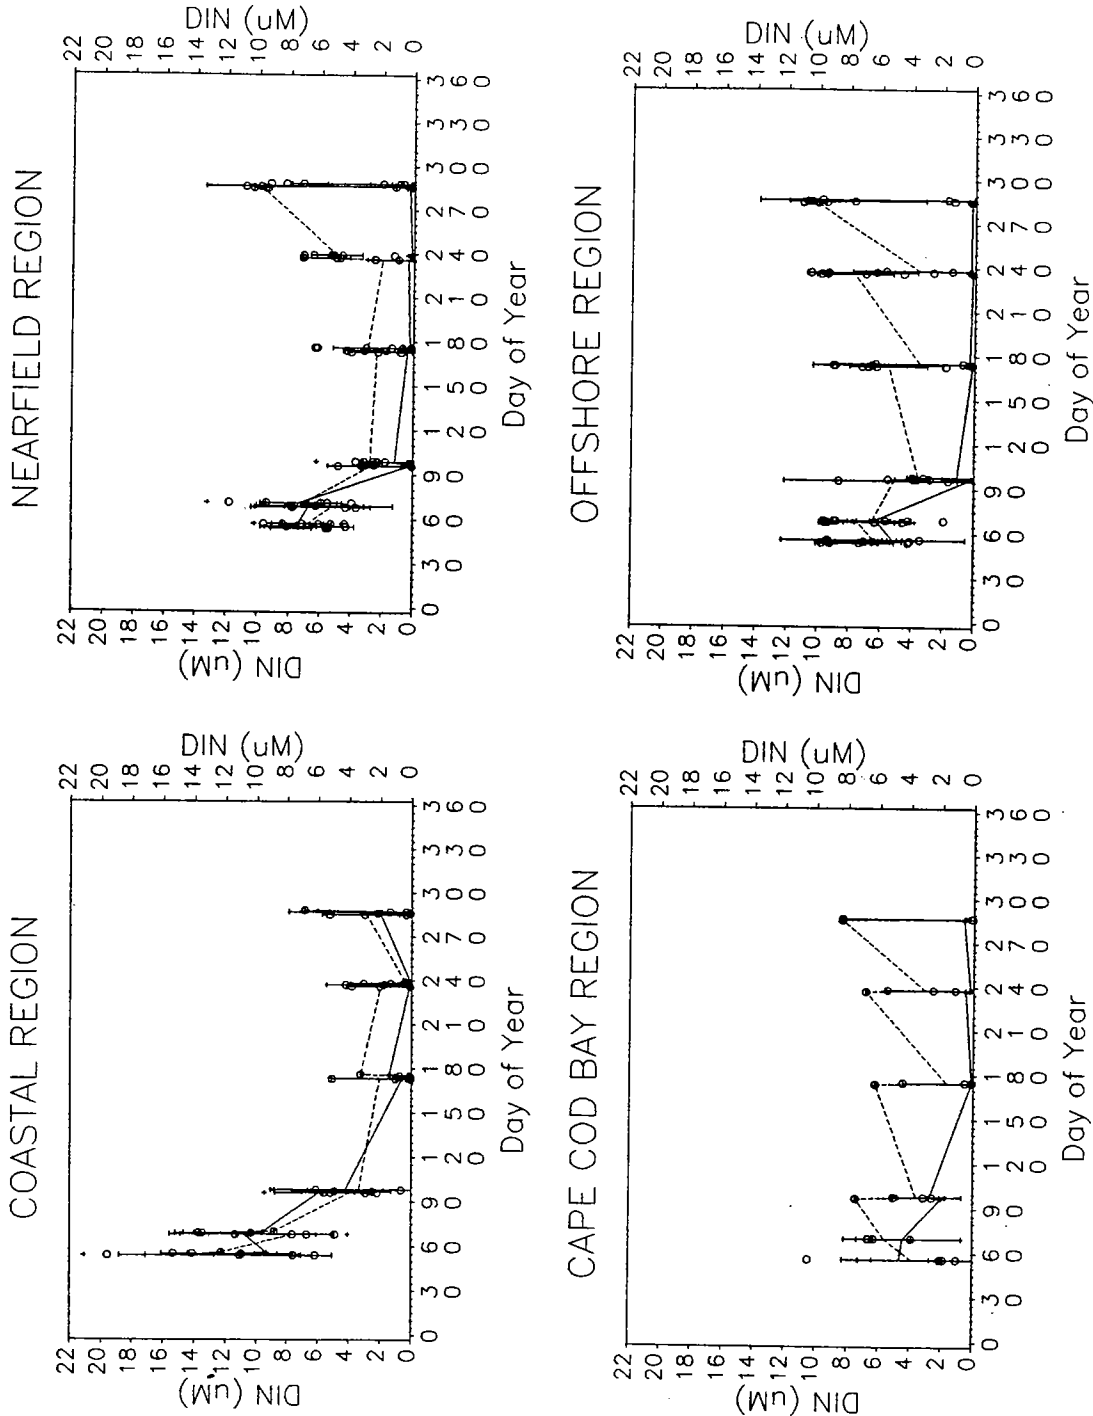 COASTAL REGION
DIN (uM)
22 20 18 16 14 12 10 8 6 4 2 0
0 30 60 90 120 150 180 210 240 270 300 330 360
Day of Year
22 20 18 16 14 12 10 8 6 4 2 0
DIN (uM)
NEARFIELD REGION
DIN (uM)
22 20 18 16 14 12 10 8 6 4 2 0
0 30 60 90 120 150 180 210 240 270 300 330 360
Day of Year
22 20 18 16 14 12 10 8 6 4 2 0
DIN (uM)
CAPE COD BAY REGION
DIN (uM)
22 20 18 16 14 12 10 8 6 4 2 0
0 30 60 90 120 150 180 210 240 270 300 330 360
Day of Year
22 20 18 16 14 12 10 8 6 4 2 0
DIN (uM)
OFFSHORE REGION
DIN (uM)
22 20 18 16 14 12 10 8 6 4 2 0
0 30 60 90 120 150 180 210 240 270 300 330 360
Day of Year
22 20 18 16 14 12 10 8 6 4 2 0
DIN (uM)